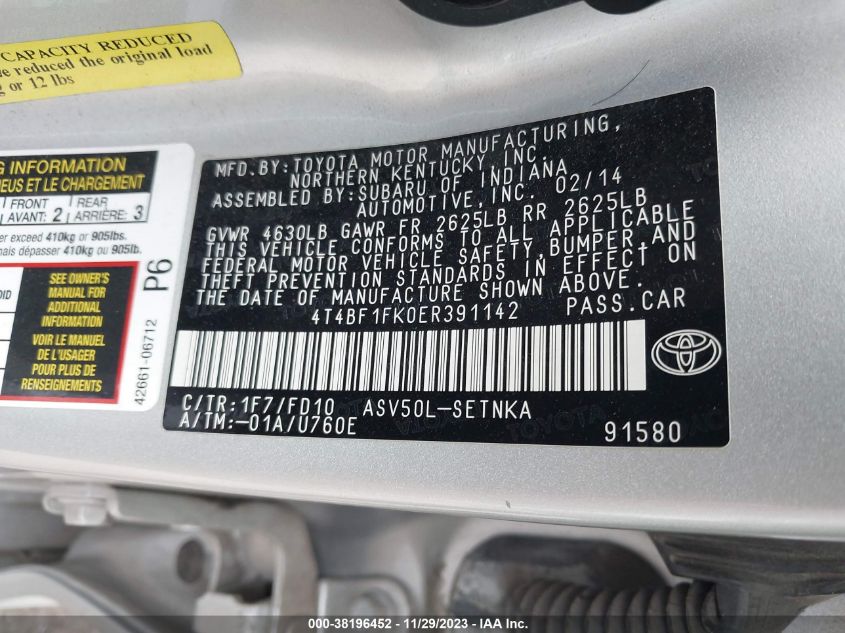 CAPACITY REDUCED
ve reduced the original load
g or 12 lbs
G INFORMATION
EUS ET LE CHARGEMENT
FRONT
AVANT: 2
REAR
ARRIÈRE: 3
er exceed 410kg or 905lbs.
mais dépasser 410kg ou 905lb.
SEE OWNER'S
MANUAL FOR
ADDITIONAL
INFORMATION
VOIR LE MANUEL
DE L'USAGER
POUR PLUS DE
RENSEIGNEMENTS
OID
P6
42661-06712
MFD.BY:TOYOTA MOTOR MANUFACTURING,
NORTHERN KENTUCKY, INC.
ASSEMBLED BY:SUBARU OF INDIANA
AUTOMOTIVE,INC. 02/14
GVWR 4630LB GAWR FR 2625LB RR 2625LB
THIS VEHICLE CONFORMS TO ALL APPLICABLE
FEDERAL MOTOR VEHICLE SAFETY,BUMPER,AND
THEFT PREVENTION STANDARDS IN EFFECT ON
THE DATE OF MANUFACTURE SHOWN ABOVE.
4T4BF1FK0ER391142 PASS.CAR
C/TR:1F7/FD10 ASV50L-SETNKA
A/TM:-01A/U760E 91580
000-38196452 - 11/29/2023 - IAA Inc.